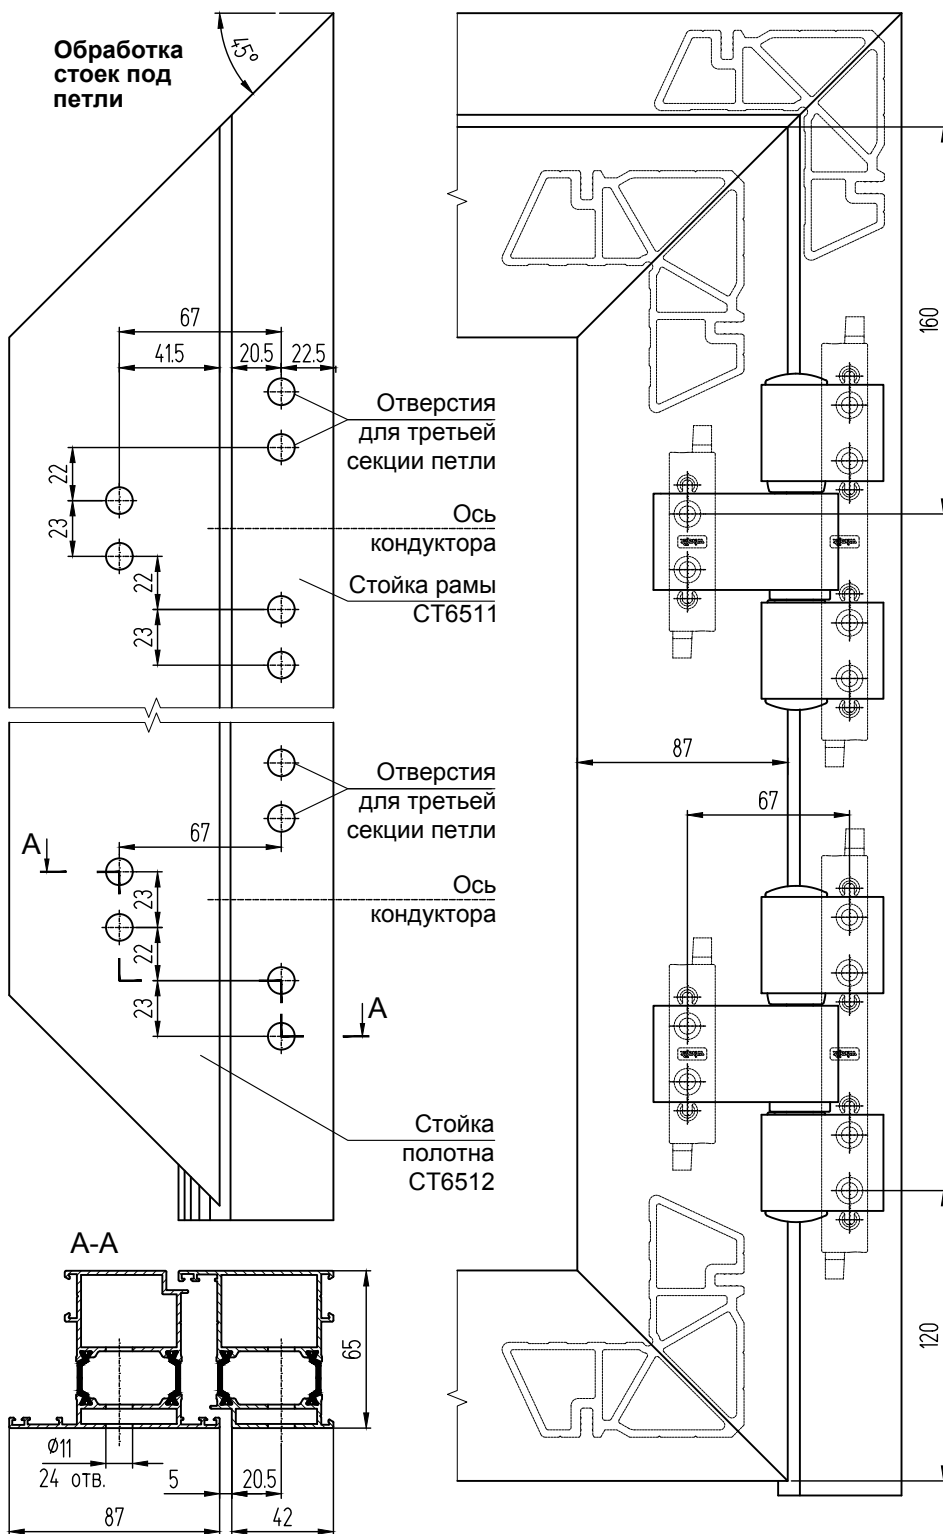 Обработка
стоек под
петли
45°
67
41.5
20.5
22.5
Отверстия
для третьей
секции петли
22
23
Ось
кондуктора
22
Стойка рамы
СТ6511
23
160
87
67
Отверстия
для третьей
секции петли
67
А
23
Ось
кондуктора
22
23
А
Стойка
полотна
СТ6512
А-А
65
Ø11
24 отв.
5
20.5
87
42
120